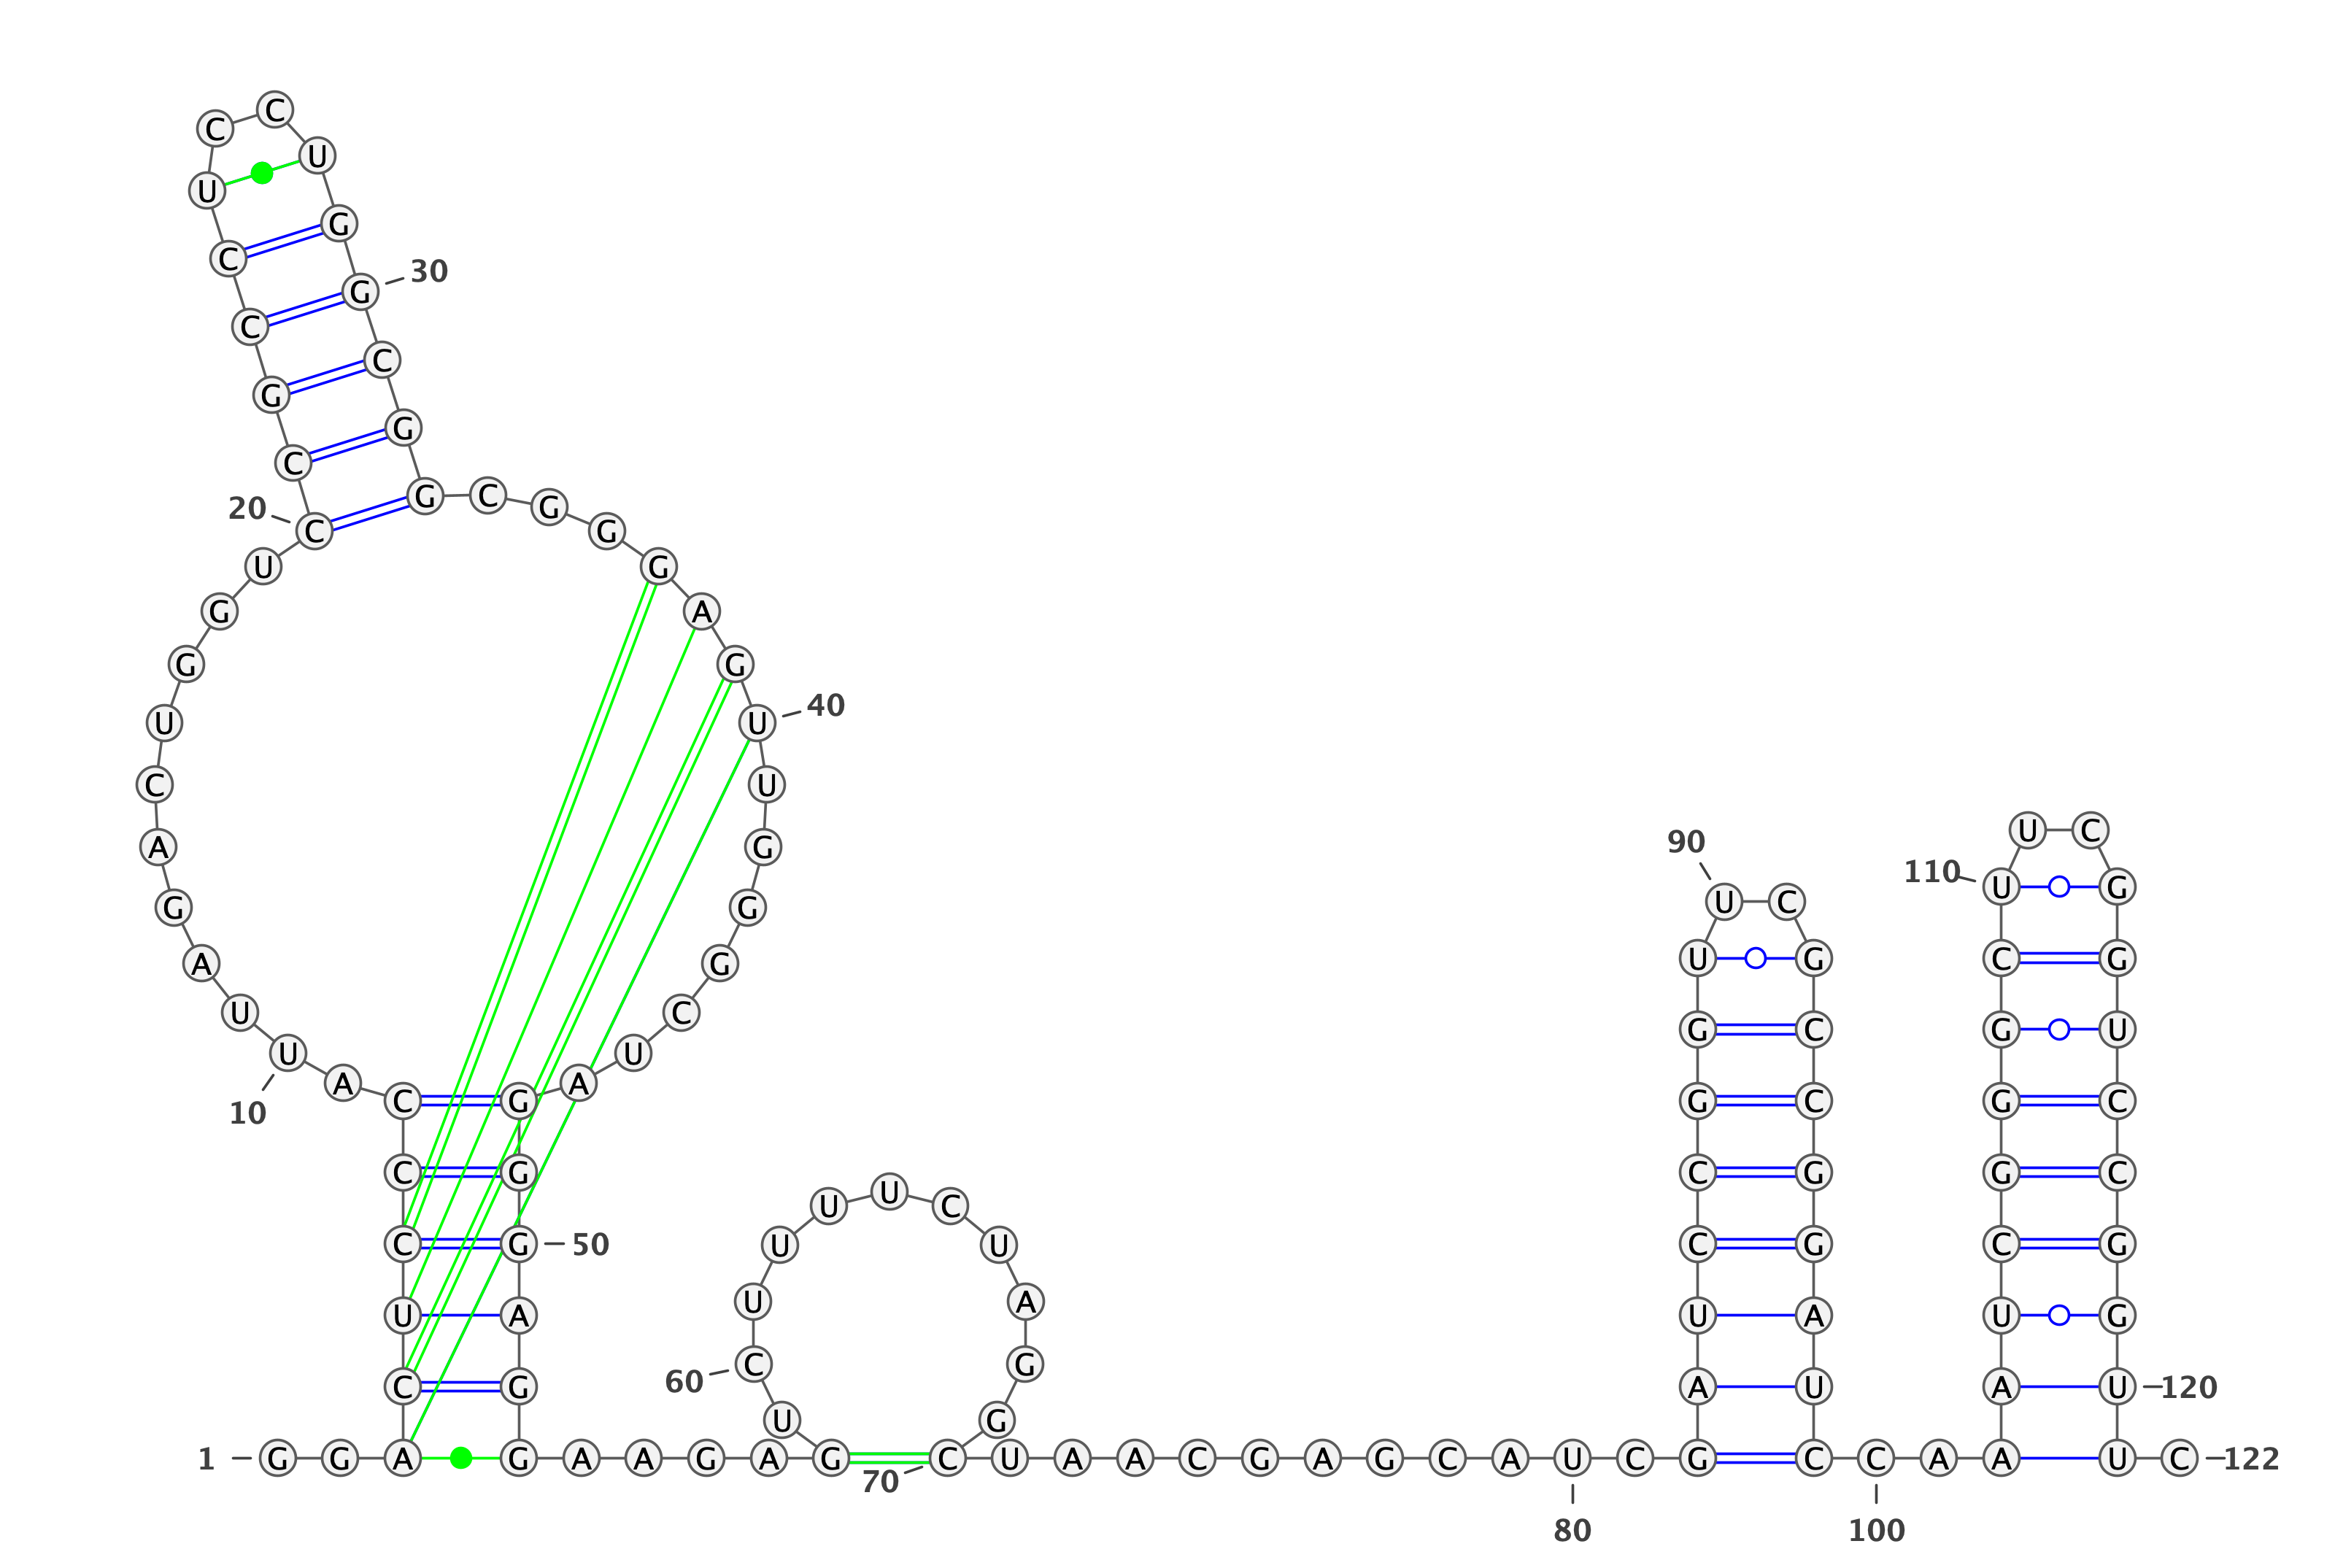 C C
U
U
G
C
30
G
C
C
G
G
C
G C G
20 C G
U G
G A
G G
40
U U
C U
U C
90
A G
110 U G
U C
G G
A G U G C G
U C
G C G U
U U
A A
C G G C G C
10
C G C G G C
U U C
C G 50 U U C G C G
U A
U A U A U G
C G
60
C G A U A U 120
U G
1 G G A G A A G A G C U A A C G A G C A U C G C C A A U C 122
70
80 100